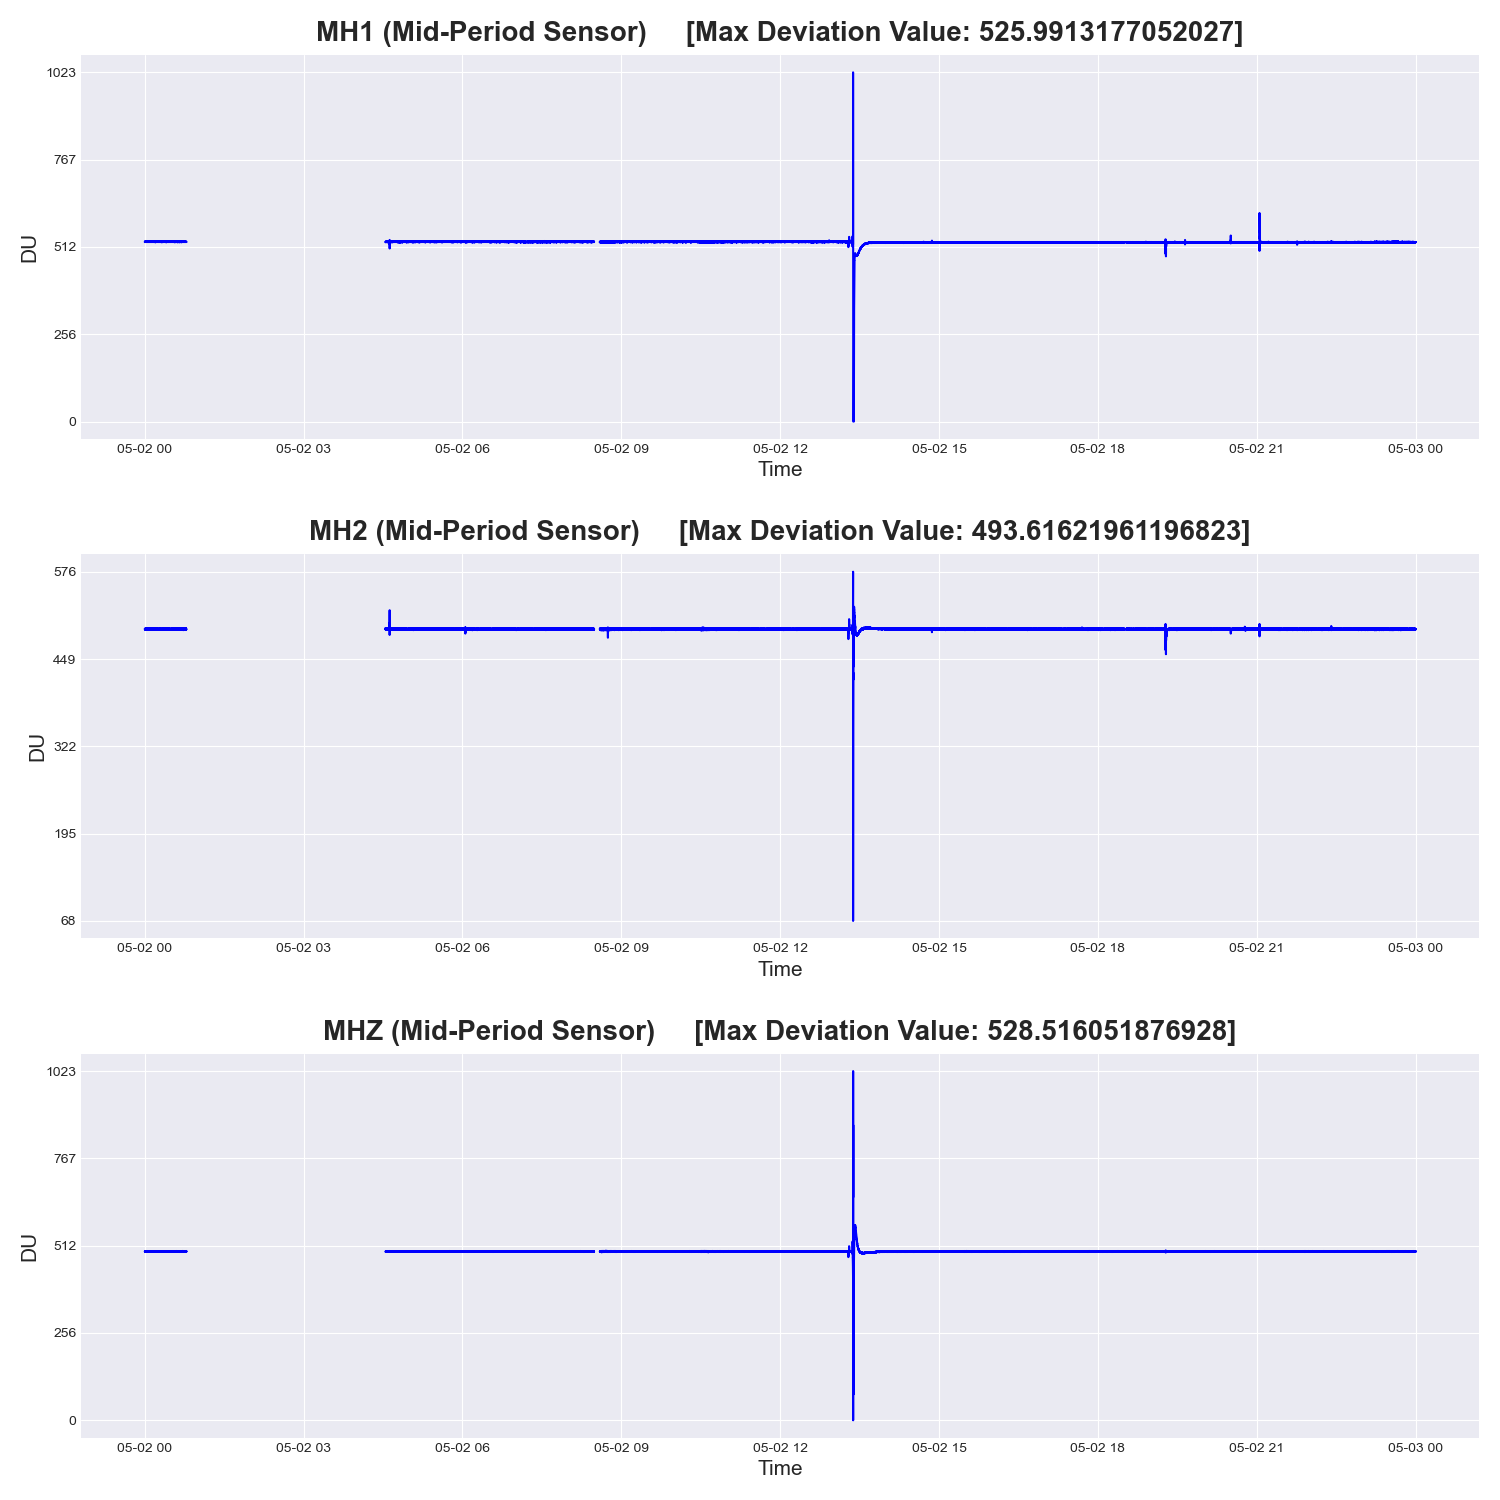 MH1 (Mid-Period Sensor) [Max Deviation Value: 525.9913177052027]
1023
767
512
256
0
DU
05-02 00 05-02 03 05-02 06 05-02 09 05-02 12 05-02 15 05-02 18 05-02 21 05-03 00
Time
MH2 (Mid-Period Sensor) [Max Deviation Value: 493.61621961196823]
576
449
322
195
68
DU
05-02 00 05-02 03 05-02 06 05-02 09 05-02 12 05-02 15 05-02 18 05-02 21 05-03 00
Time
MHZ (Mid-Period Sensor) [Max Deviation Value: 528.516051876928]
1023
767
512
256
0
DU
05-02 00 05-02 03 05-02 06 05-02 09 05-02 12 05-02 15 05-02 18 05-02 21 05-03 00
Time